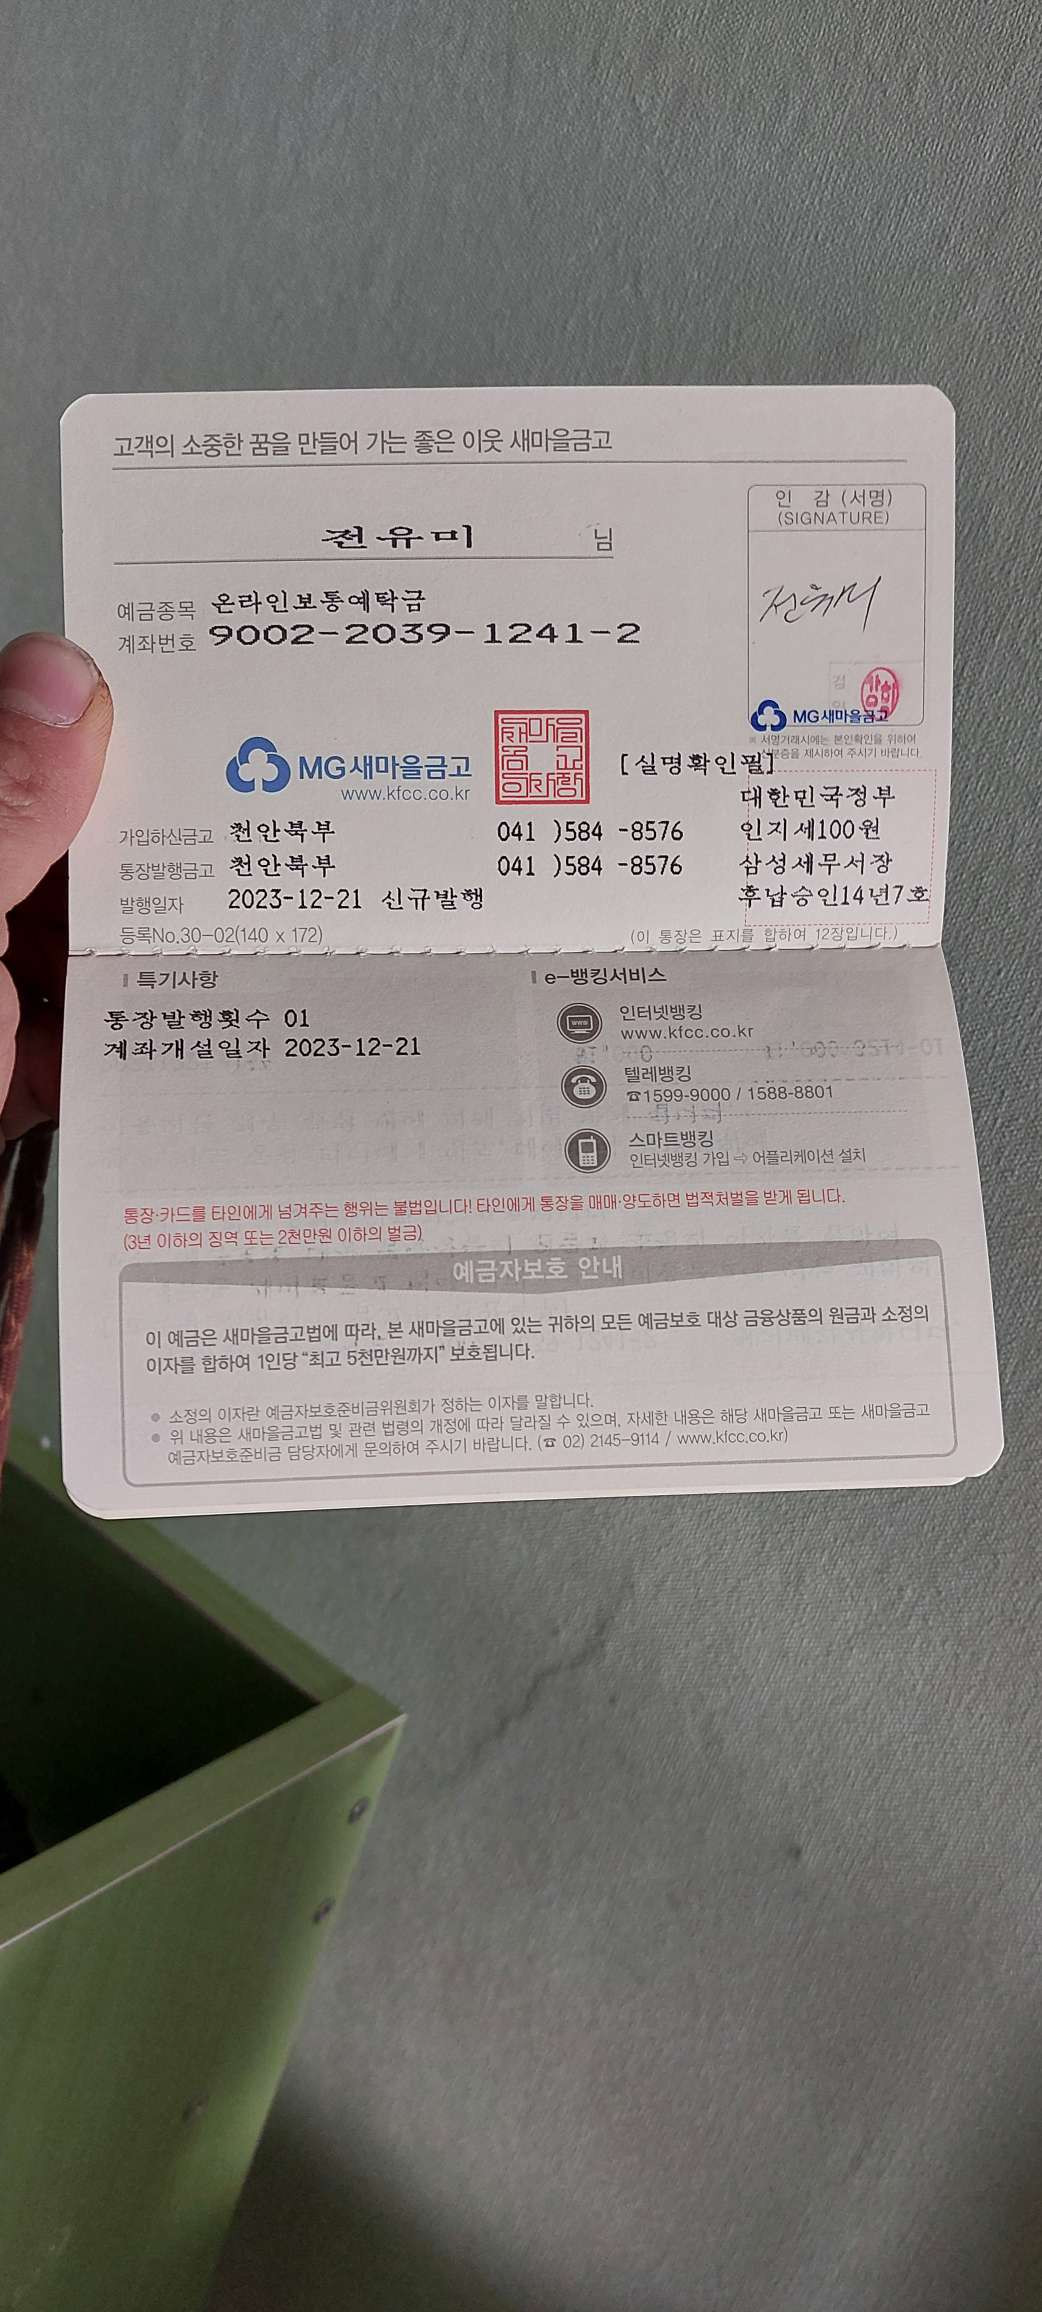 고객의 소중한 꿈을 만들어 가는 좋은 이웃 새마을금고
전유미 님
인 감 (서명)
(SIGNATURE)
전유미
예금종목 온라인보통예탁금
계좌번호 9002-2039-1241-2
검
MG새마을금고
※ 서명거래시에는 본인확인을 위하여
신분증을 제시하여 주시기 바랍니다.
MG새마을금고
www.kfcc.co.kr
[실명확인필]
대한민국정부
인지세100원
삼성세무서장
후납승인14년7호
가입하신금고 천안북부 041 )584 -8576
통장발행금고 천안북부 041 )584 -8576
발행일자 2023-12-21 신규발행
등록No.30-02(140 x 172) (이 통장은 표지를 합하여 12장입니다.)
특기사항
통장발행횟수 01
계좌개설일자 2023-12-21
e-뱅킹서비스
www
인터넷뱅킹
www.kfcc.co.kr
텔레뱅킹
☎1599-9000 / 1588-8801
스마트뱅킹
인터넷뱅킹 가입 ⇨ 어플리케이션 설치
통장·카드를 타인에게 넘겨주는 행위는 불법입니다! 타인에게 통장을 매매·양도하면 법적처벌을 받게 됩니다.
(3년 이하의 징역 또는 2천만원 이하의 벌금)
예금자보호 안내
이 예금은 새마을금고법에 따라, 본 새마을금고에 있는 귀하의 모든 예금보호 대상 금융상품의 원금과 소정의
이자를 합하여 1인당 “최고 5천만원까지” 보호됩니다.
● 소정의 이자란 예금자보호준비금위원회가 정하는 이자를 말합니다.
● 위 내용은 새마을금고법 및 관련 법령의 개정에 따라 달라질 수 있으며, 자세한 내용은 해당 새마을금고 또는 새마을금고
예금자보호준비금 담당자에게 문의하여 주시기 바랍니다. (☎ 02) 2145-9114 / www.kfcc.co.kr)